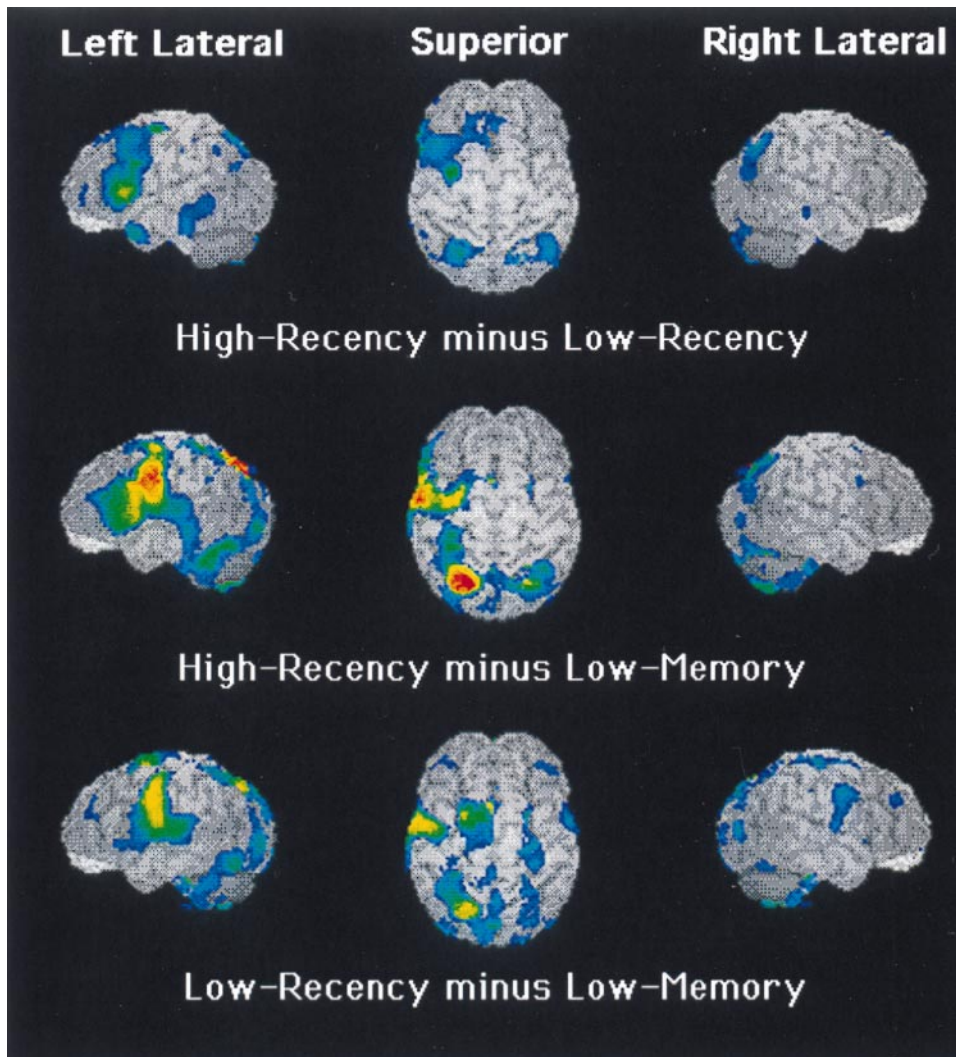 Left Lateral Superior Right Lateral
High-Recency minus Low-Recency
High-Recency minus Low-Memory
Low-Recency minus Low-Memory